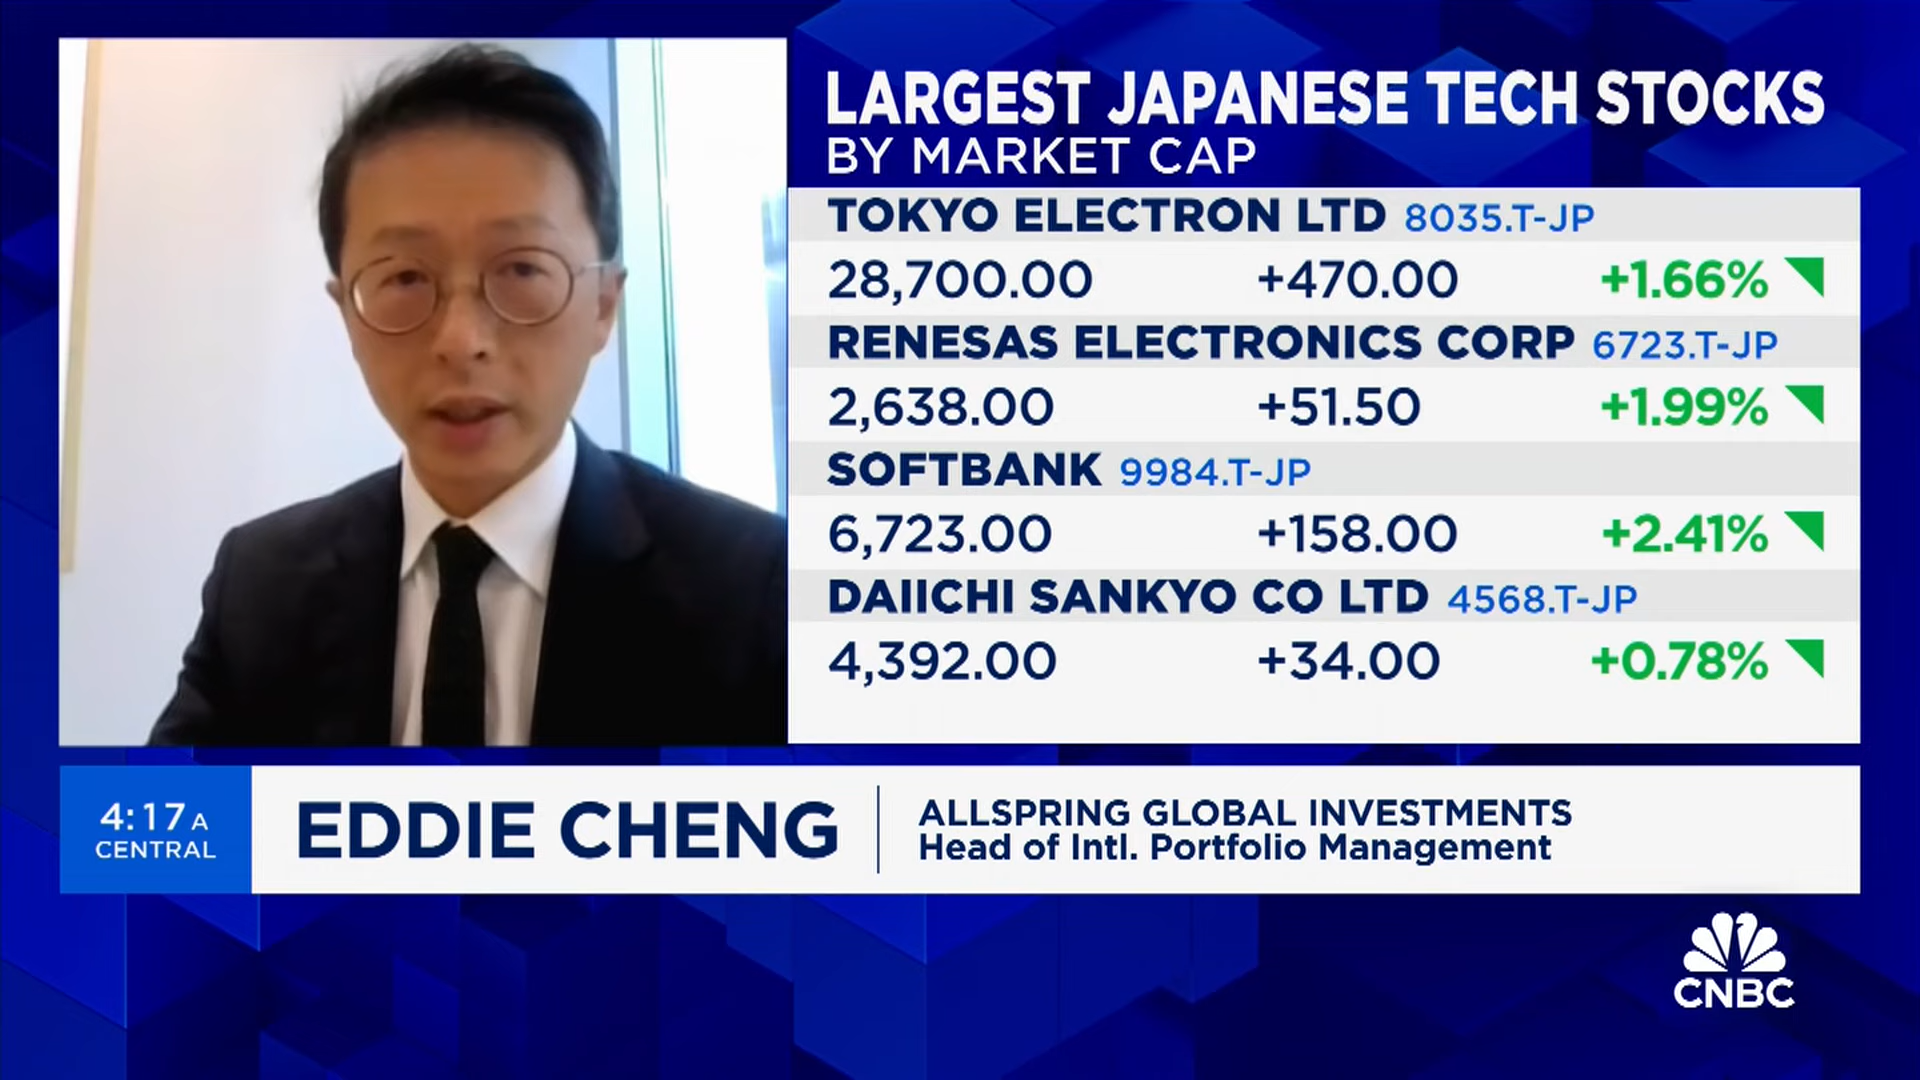 LARGEST JAPANESE TECH STOCKS
BY MARKET CAP
TOKYO ELECTRON LTD 8035.T-JP
28,700.00 +470.00 +1.66%
RENESAS ELECTRONICS CORP 6723.T-JP
2,638.00 +51.50 +1.99%
SOFTBANK 9984.T-JP
6,723.00 +158.00 +2.41%
DAIICHI SANKYO CO LTD 4568.T-JP
4,392.00 +34.00 +0.78%
4:17 A
CENTRAL
EDDIE CHENG
ALLSPRING GLOBAL INVESTMENTS
Head of Intl. Portfolio Management
CNBC